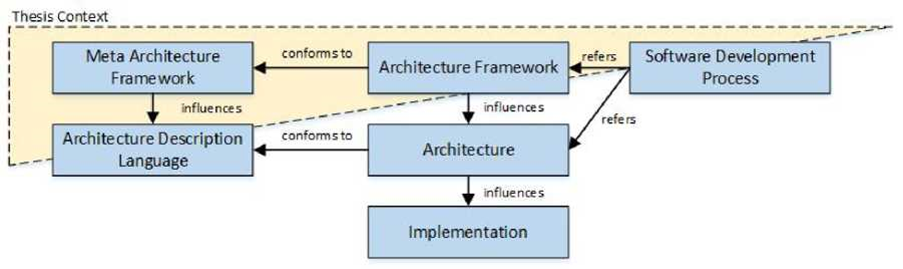 Thesis Context
Meta Architecture
Framework
conforms to
Architecture Framework
refers
Software Development
Process
influences
influences
refers
Architecture Description
Language
conforms to
Architecture
influences
Implementation